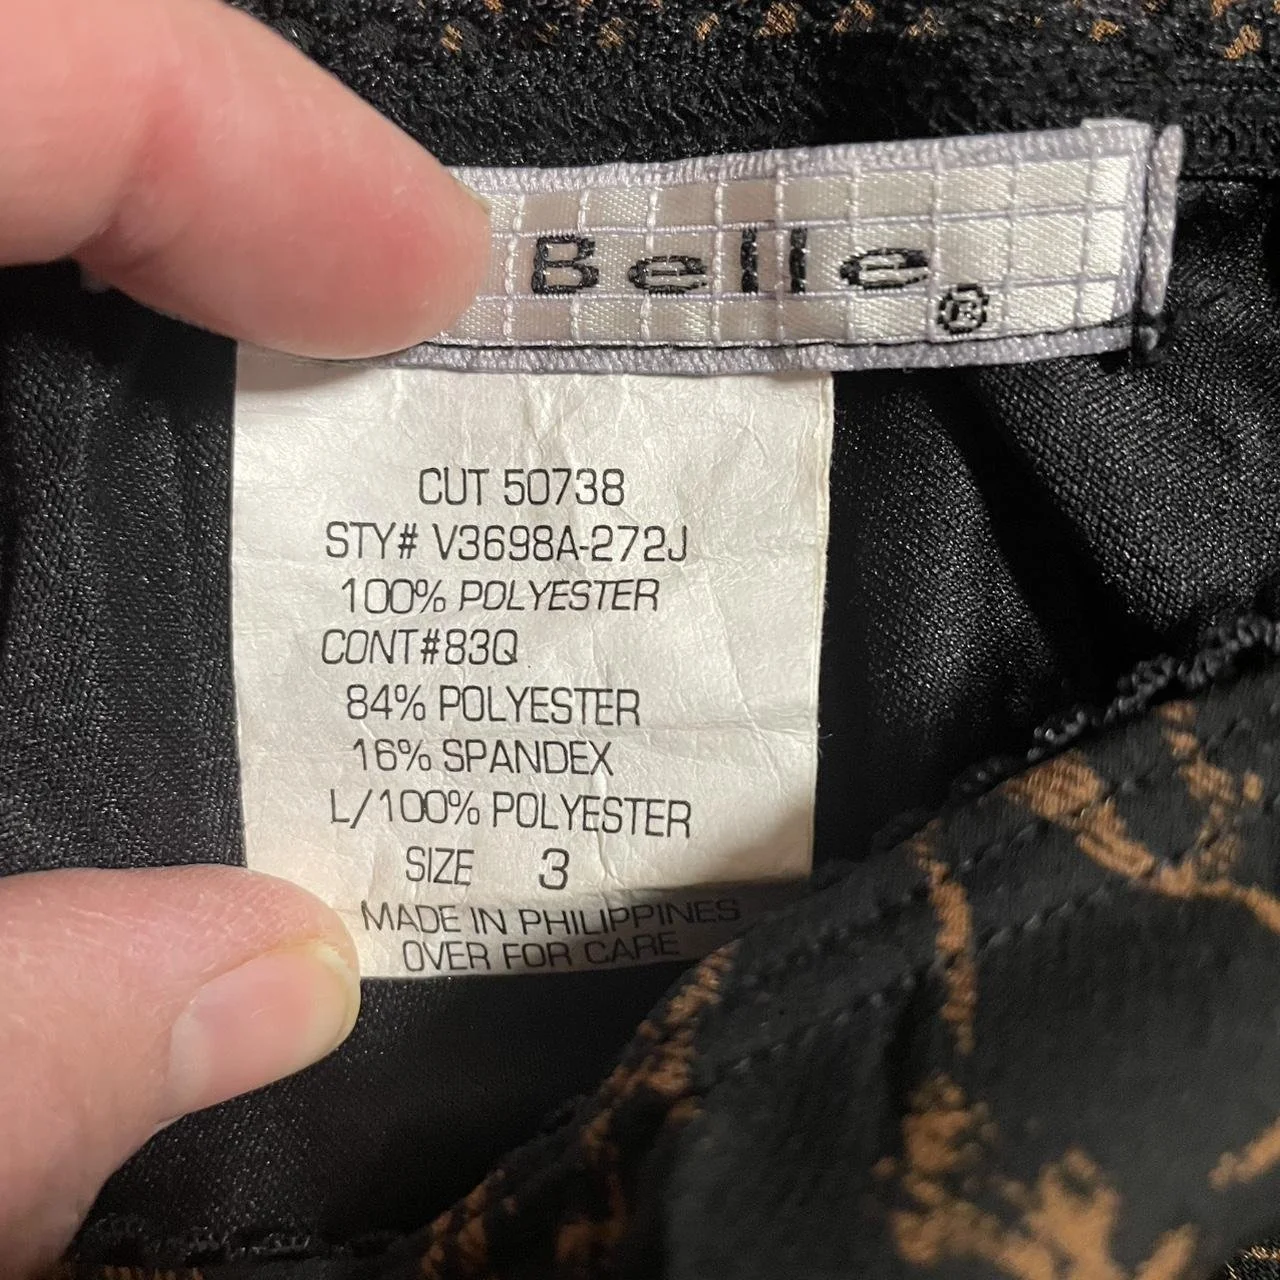 Belle®
CUT 50738
STY# V3698A-272J
100% POLYESTER
CONT#83Q
84% POLYESTER
16% SPANDEX
L/100% POLYESTER
SIZE 3
MADE IN PHILIPPINES
OVER FOR CARE